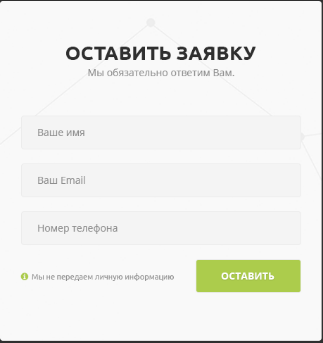 ОСТАВИТЬ ЗАЯВКУ
Мы обязательно ответим Вам.
Ваше имя
Ваш Email
Номер телефона
Мы не передаем личную информацию
ОСТАВИТЬ